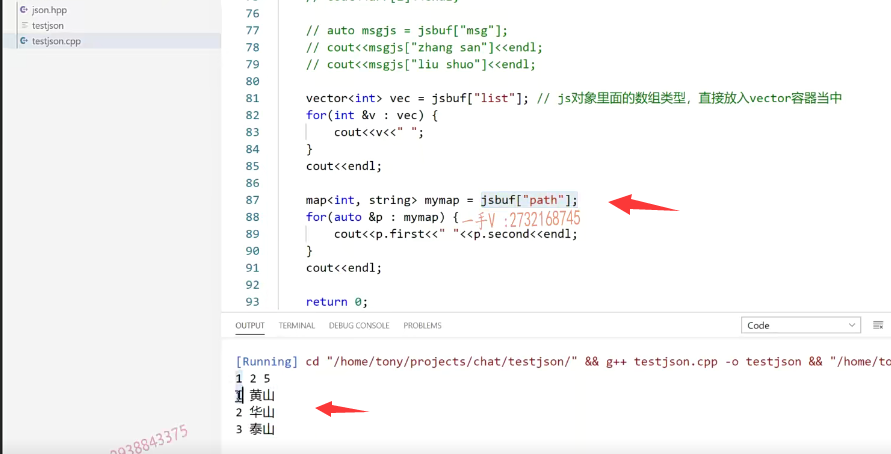 json.hpp
testjson
testjson.cpp
76
77 // auto msgjs = jsbuf["msg"];
78 // cout<<msgjs["zhang san"]<<endl;
79 // cout<<msgjs["liu shuo"]<<endl;
80
81 vector<int> vec = jsbuf["list"]; // js对象里面的数组类型，直接放入vector容器当中
82 for(int &v : vec) {
83 cout<<v<<" ";
84 }
85 cout<<endl;
86
87 map<int, string> mymap = jsbuf["path"];
88 for(auto &p : mymap) {
一手V :2732168745
89 cout<<p.first<<" "<<p.second<<endl;
90 }
91 cout<<endl;
92
93 return 0;
OUTPUT TERMINAL DEBUG CONSOLE PROBLEMS Code
[Running] cd "/home/tony/projects/chat/testjson/" && g++ testjson.cpp -o testjson && "/home/to
1 2 5
1 黄山
2 华山
3 泰山